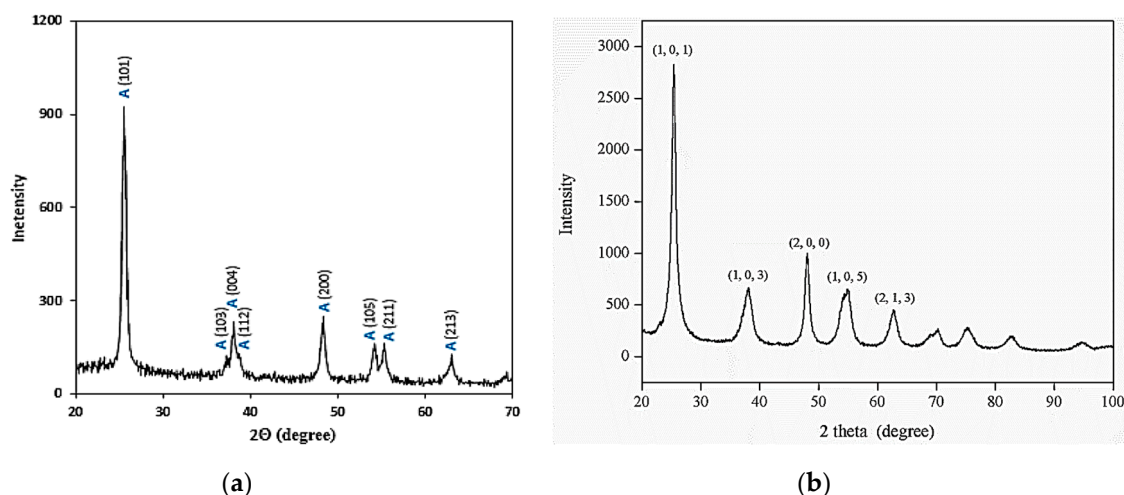 1200
900
600
300
0
Inetensity
A (101)
A (103)
A (004)
A (112)
A (200)
A (105)
A (211)
A (213)
20 30 40 50 60 70
2Θ (degree)
(a)
3000
2500
2000
1500
1000
500
0
Intensity
(1, 0, 1)
(1, 0, 3)
(2, 0, 0)
(1, 0, 5)
(2, 1, 3)
20 30 40 50 60 70 80 90 100
2 theta (degree)
(b)